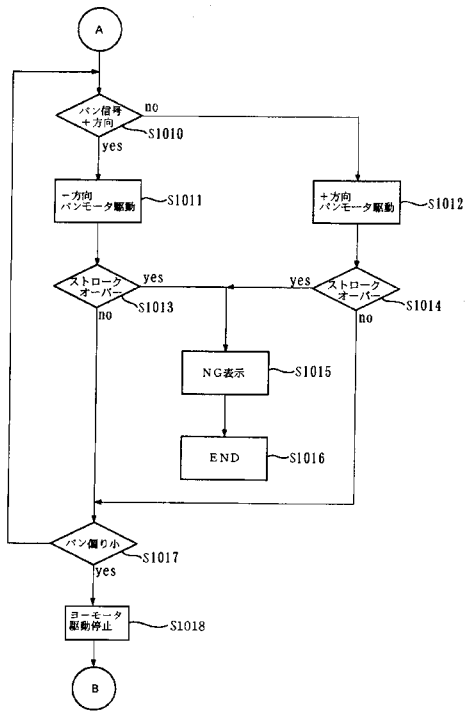 A
パン信号
+方向
no
S1010
yes
−方向
パンモータ駆動
S1011
+方向
パンモータ駆動
S1012
ストローク
オーバー
yes
S1013
no
yes
ストローク
オーバー
S1014
no
NG表示
S1015
END
S1016
パン偏り小
S1017
yes
ヨーモータ
駆動停止
S1018
B